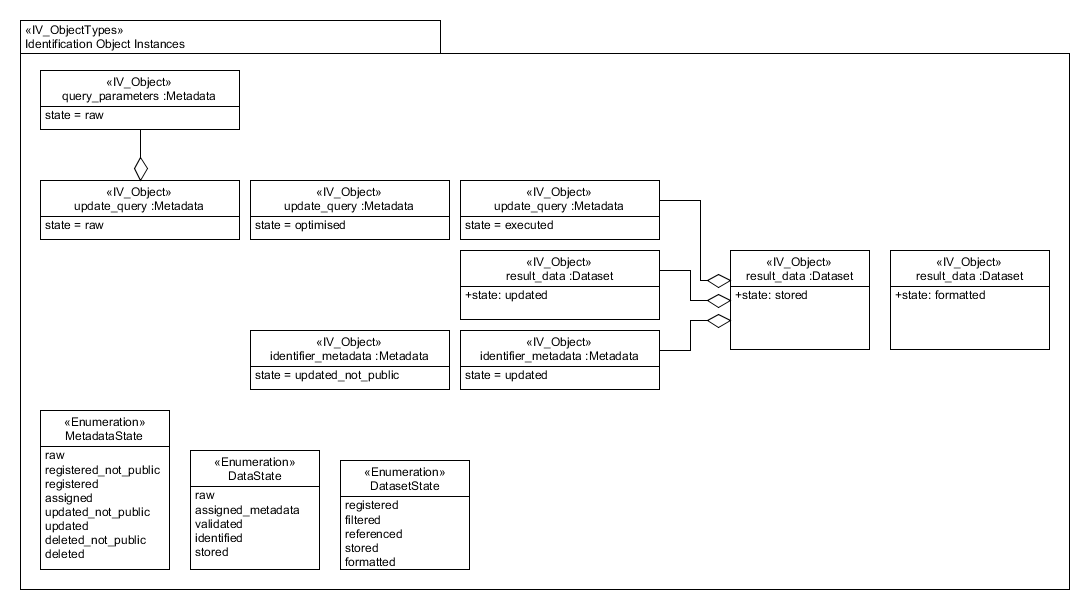 «IV_ObjectTypes»
Identification Object Instances
«IV_Object»
query_parameters :Metadata
state = raw
«IV_Object»
update_query :Metadata
state = raw
«IV_Object»
update_query :Metadata
state = optimised
«IV_Object»
update_query :Metadata
state = executed
«IV_Object»
result_data :Dataset
+state: updated
«IV_Object»
result_data :Dataset
+state: stored
«IV_Object»
result_data :Dataset
+state: formatted
«IV_Object»
identifier_metadata :Metadata
state = updated_not_public
«IV_Object»
identifier_metadata :Metadata
state = updated
«Enumeration»
MetadataState
raw
registered_not_public
registered
assigned
updated_not_public
updated
deleted_not_public
deleted
«Enumeration»
DataState
raw
assigned_metadata
validated
identified
stored
«Enumeration»
DatasetState
registered
filtered
referenced
stored
formatted